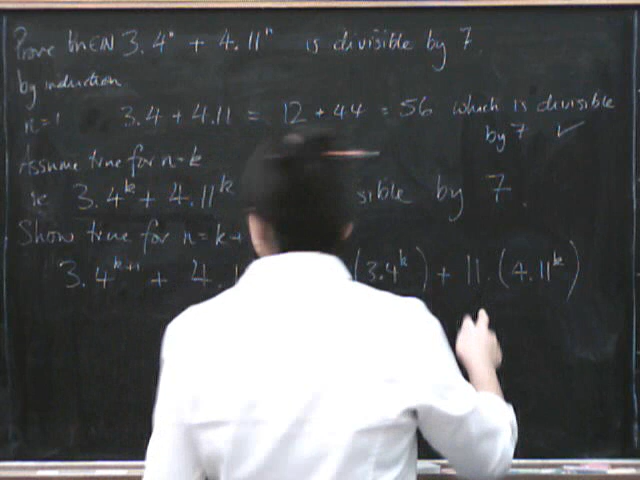 Prove ∀n∈N 3.4ⁿ + 4.11ⁿ is divisible by 7.
by induction
n=1 3.4 + 4.11 = 12 + 44 = 56 which is divisible
by 7 ✓
Assume true for n=k
ie 3.4ᵏ + 4.11ᵏ sible by 7.
Show true for n=k+
3.4ᵏ⁺¹ + 4.1 (3.4ᵏ) + 11.(4.11ᵏ)